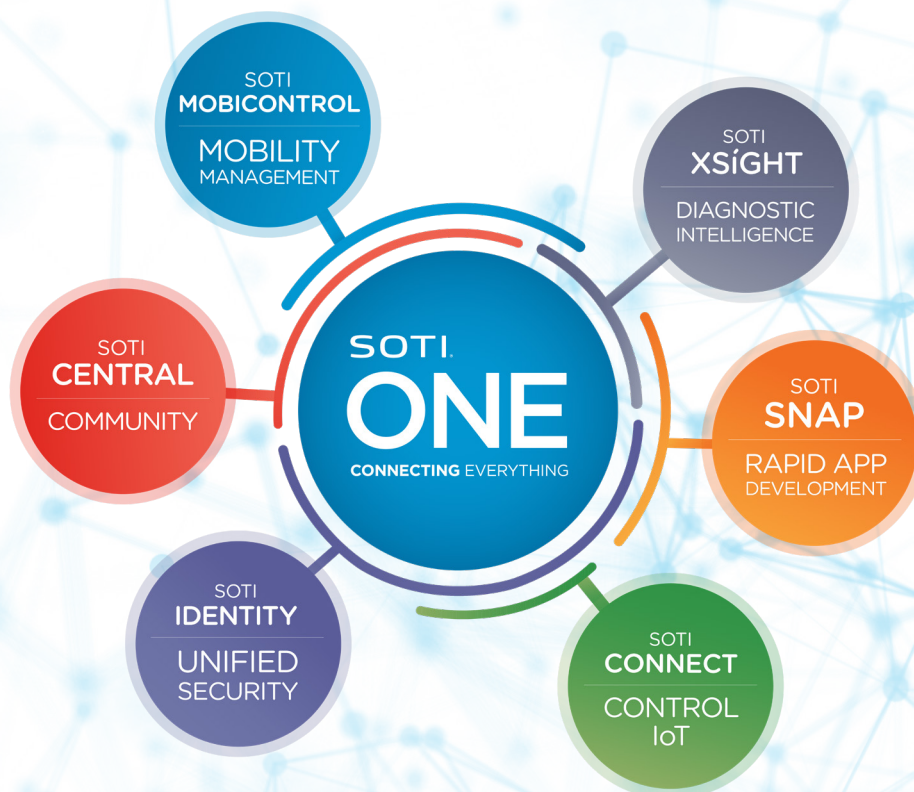 SOTI
MOBICONTROL
MOBILITY
MANAGEMENT
SOTI
XSíGHT
DIAGNOSTIC
INTELLIGENCE
SOTI
CENTRAL
COMMUNITY
SOTI.
ONE
CONNECTING EVERYTHING
SOTI
SNAP
RAPID APP
DEVELOPMENT
SOTI
IDENTITY
UNIFIED
SECURITY
SOTI
CONNECT
CONTROL
IoT